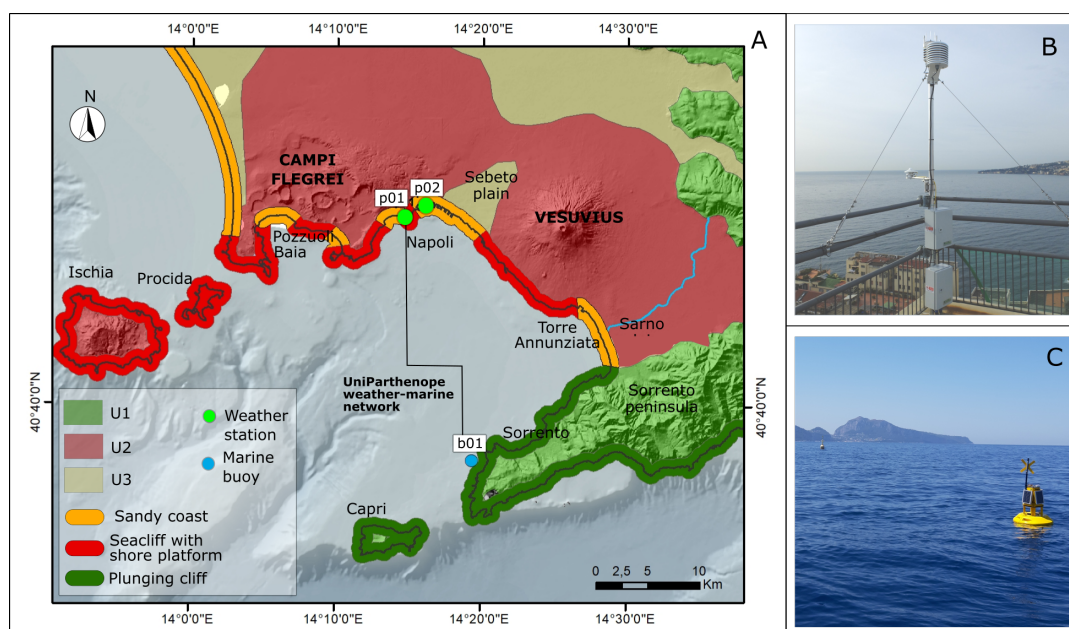 14°0'0"E
14°10'0"E
14°20'0"E
14°30'0"E
A
B
N
CAMPI
FLEGREI
p01
p02
Sebeto
plain
VESUVIUS
Pozzuoli
Baia
Napoli
Ischia
Procida
Torre
Annunziata
Sarno
UniParthenope
weather-marine
network
Sorrento
peninsula
Sorrento
b01
Capri
40°40'0"N
40°40'0"N
U1
U2
U3
Weather
station
Marine
buoy
Sandy coast
Seacliff with
shore platform
Plunging cliff
0 2,5 5 10
Km
14°0'0"E
14°10'0"E
14°20'0"E
14°30'0"E
C